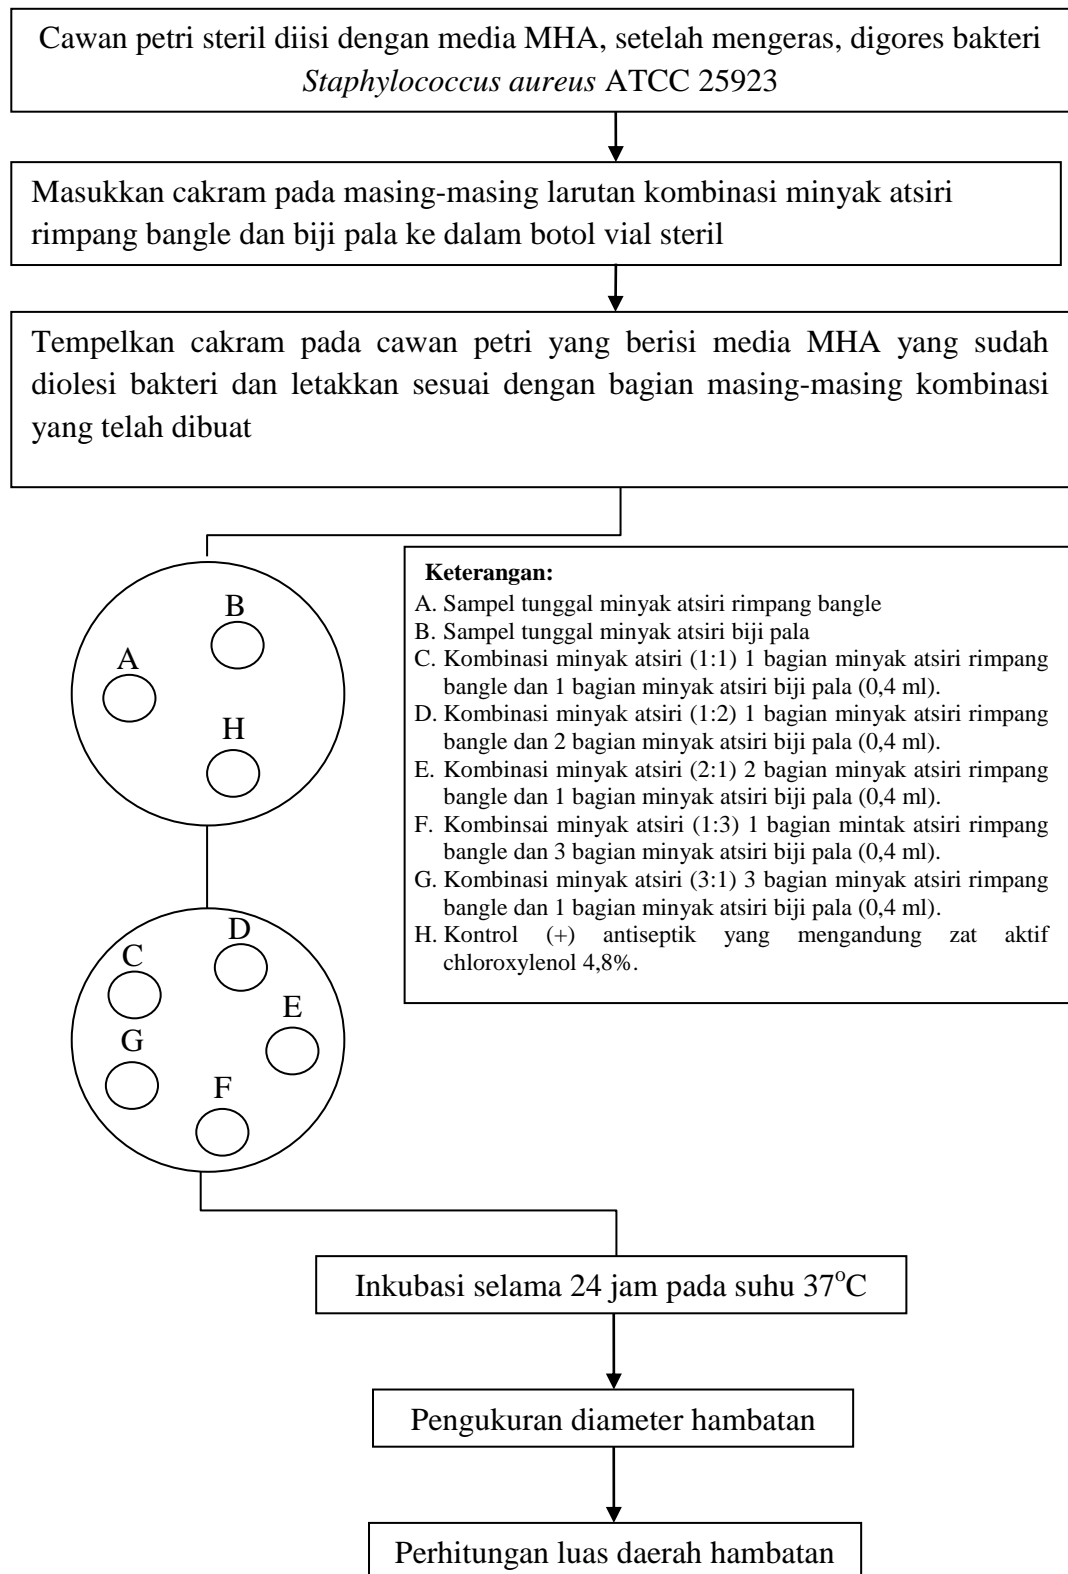 Cawan petri steril diisi dengan media MHA, setelah mengeras, digores bakteri
Staphylococcus aureus ATCC 25923
Masukkan cakram pada masing-masing larutan kombinasi minyak atsiri
rimpang bangle dan biji pala ke dalam botol vial steril
Tempelkan cakram pada cawan petri yang berisi media MHA yang sudah
diolesi bakteri dan letakkan sesuai dengan bagian masing-masing kombinasi
yang telah dibuat
B
A
H
Keterangan:
A. Sampel tunggal minyak atsiri rimpang bangle
B. Sampel tunggal minyak atsiri biji pala
C. Kombinasi minyak atsiri (1:1) 1 bagian minyak atsiri rimpang
bangle dan 1 bagian minyak atsiri biji pala (0,4 ml).
D. Kombinasi minyak atsiri (1:2) 1 bagian minyak atsiri rimpang
bangle dan 2 bagian minyak atsiri biji pala (0,4 ml).
E. Kombinasi minyak atsiri (2:1) 2 bagian minyak atsiri rimpang
bangle dan 1 bagian minyak atsiri biji pala (0,4 ml).
F. Kombinsai minyak atsiri (1:3) 1 bagian mintak atsiri rimpang
bangle dan 3 bagian minyak atsiri biji pala (0,4 ml).
G. Kombinasi minyak atsiri (3:1) 3 bagian minyak atsiri rimpang
bangle dan 1 bagian minyak atsiri biji pala (0,4 ml).
H. Kontrol (+) antiseptik yang mengandung zat aktif
chloroxylenol 4,8%.
D
C
E
G
F
Inkubasi selama 24 jam pada suhu 37°C
Pengukuran diameter hambatan
Perhitungan luas daerah hambatan